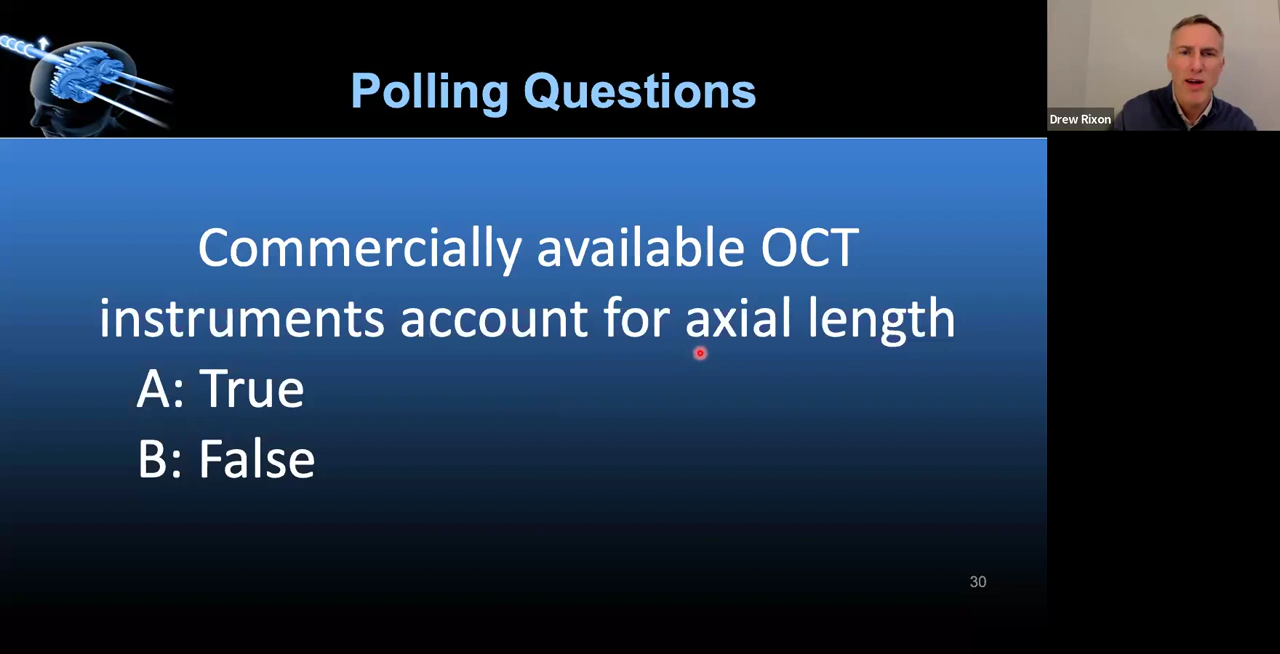 Polling Questions
Drew Rixon
Commercially available OCT
instruments account for axial length
A: True
B: False
30